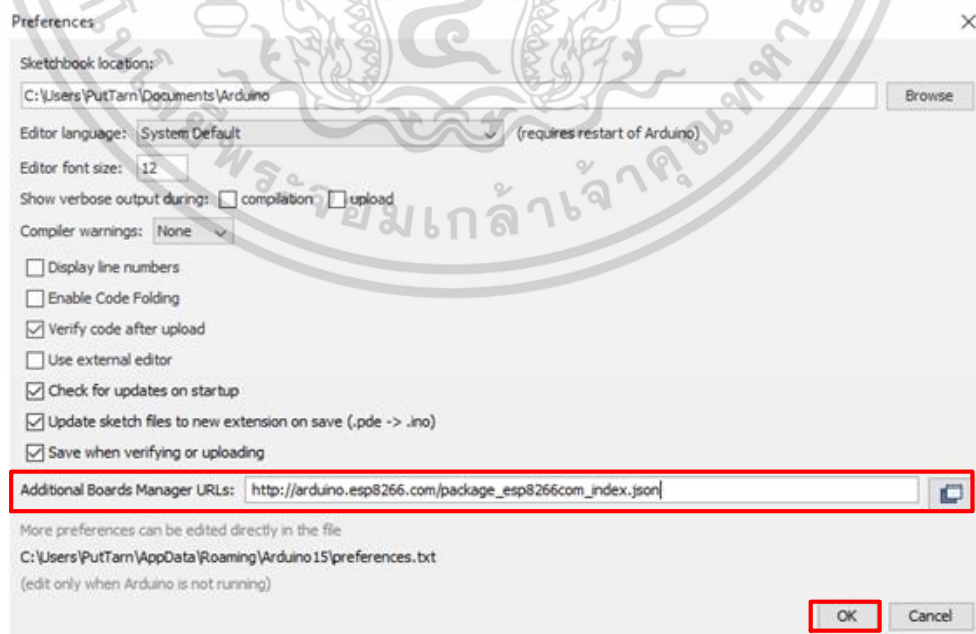 Preferences
Sketchbook location:
C:\Users\PutTarn\Documents\Arduino Browse
Editor language: System Default (requires restart of Arduino)
Editor font size: 12
Show verbose output during: compilation upload
Compiler warnings: None
Display line numbers
Enable Code Folding
Verify code after upload
Use external editor
Check for updates on startup
Update sketch files to new extension on save (.pde -> .ino)
Save when verifying or uploading
Additional Boards Manager URLs: http://arduino.esp8266.com/package_esp8266com_index.json
More preferences can be edited directly in the file
C:\Users\PutTarn\AppData\Roaming\Arduino15\preferences.txt
(edit only when Arduino is not running)
OK Cancel